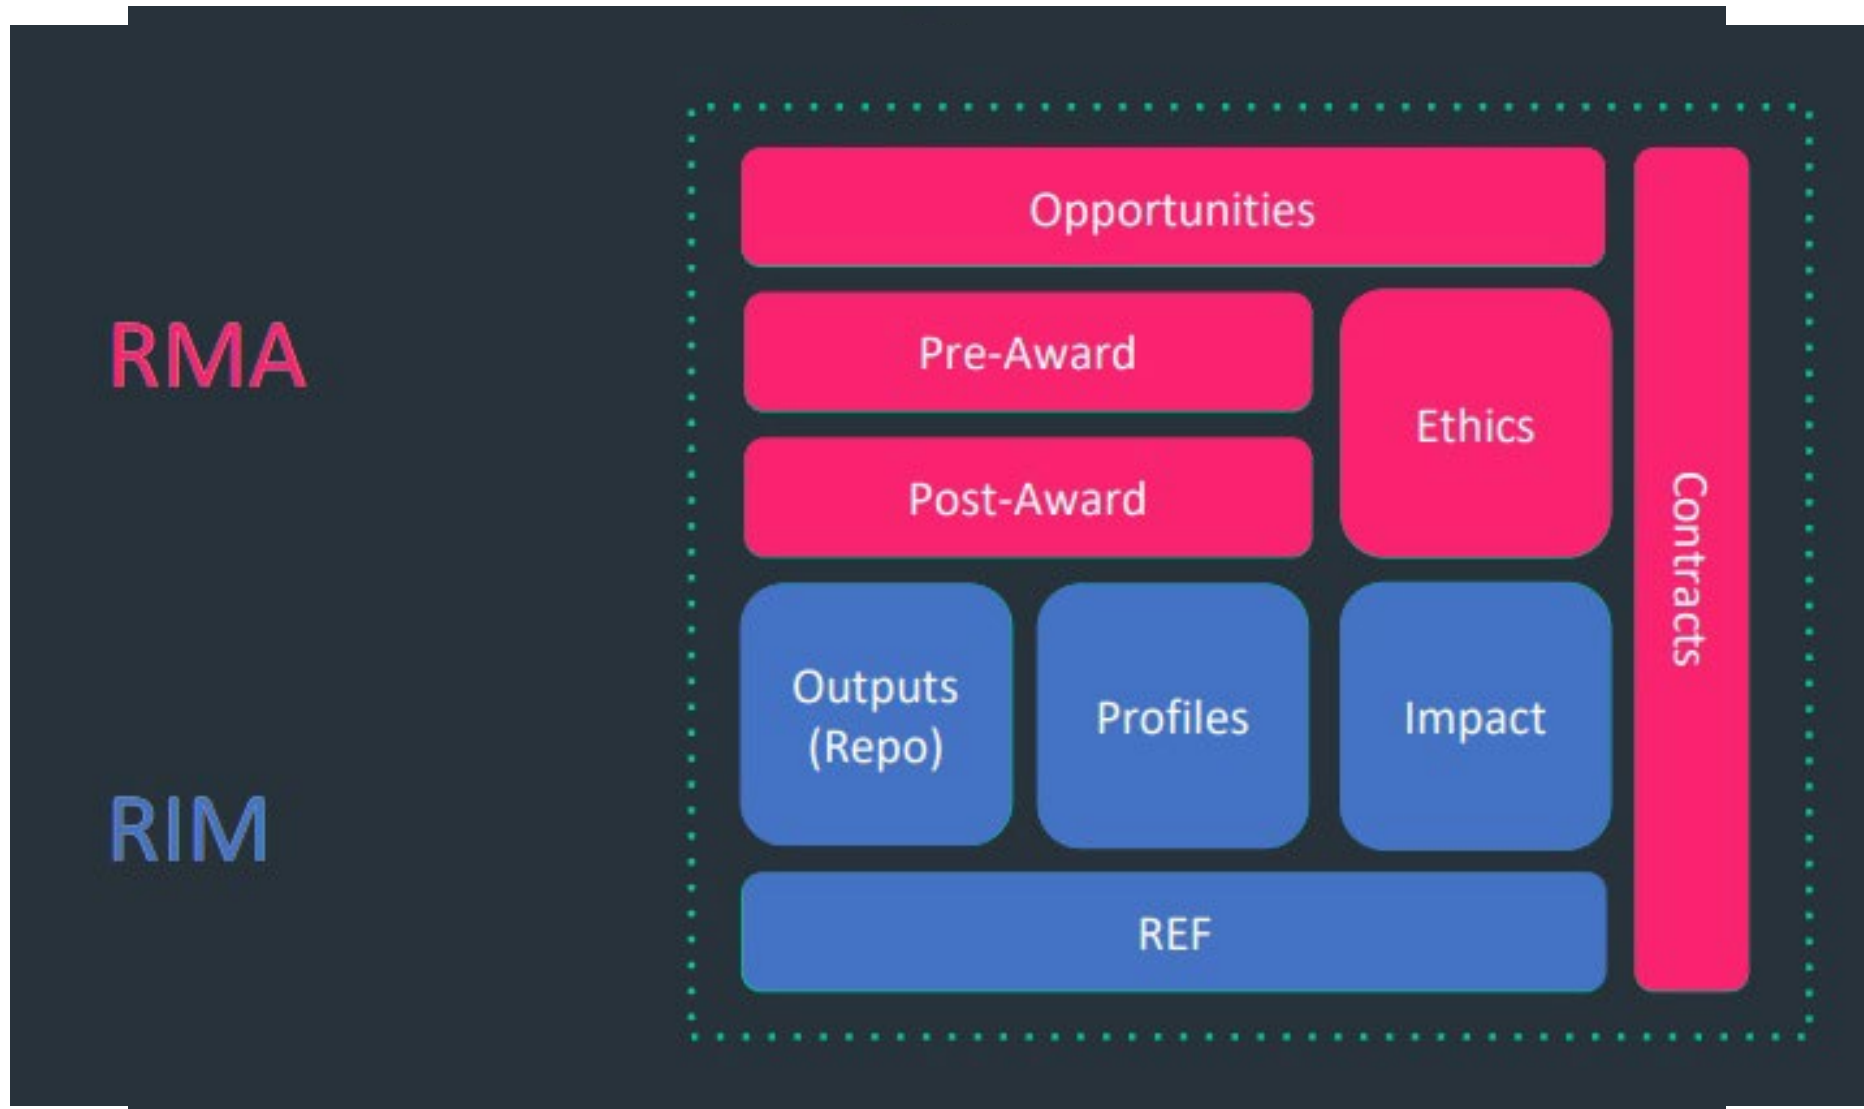 RMA
RIM
Opportunities
Pre-Award
Post-Award
Ethics
Contracts
Outputs
(Repo)
Profiles
Impact
REF